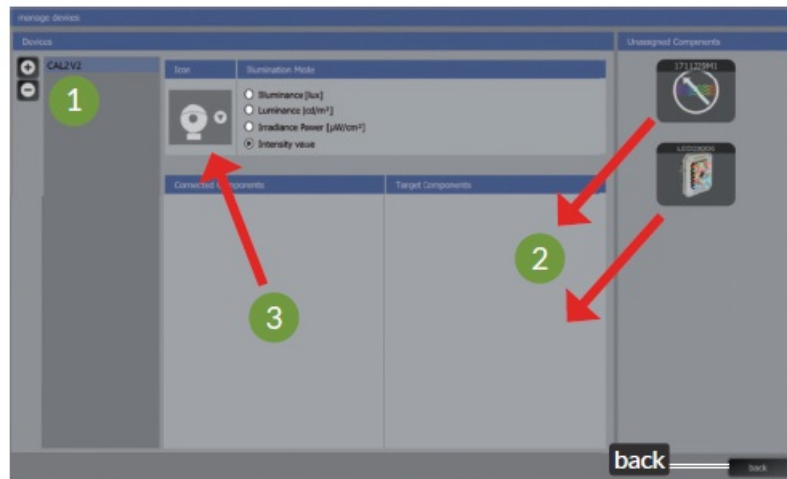 manage devices
Devices
Unassigned Components
CAL2V2
1
Icon
Illumination Mode
Illuminance [lux]
Luminance [cd/m²]
Irradiance Power [µW/cm²]
Intensity value
Connected Components
Target Components
2
3
back
back